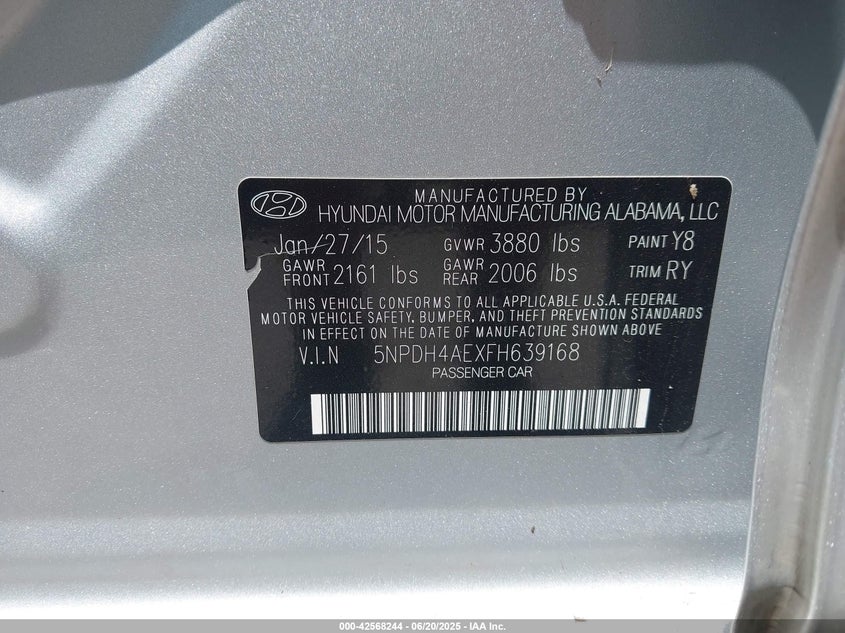 MANUFACTURED BY
HYUNDAI MOTOR MANUFACTURING ALABAMA, LLC
Jan/27/15 GVWR 3880 lbs PAINT Y8
GAWR FRONT 2161 lbs GAWR REAR 2006 lbs TRIM RY
THIS VEHICLE CONFORMS TO ALL APPLICABLE U.S.A. FEDERAL
MOTOR VEHICLE SAFETY, BUMPER, AND THEFT PREVENTION STANDARDS
IN EFFECT ON THE DATE OF MANUFACTURE SHOWN ABOVE
V.I.N 5NPDH4AEXFH639168
PASSENGER CAR
000-42568244 - 06/20/2025 - IAA Inc.